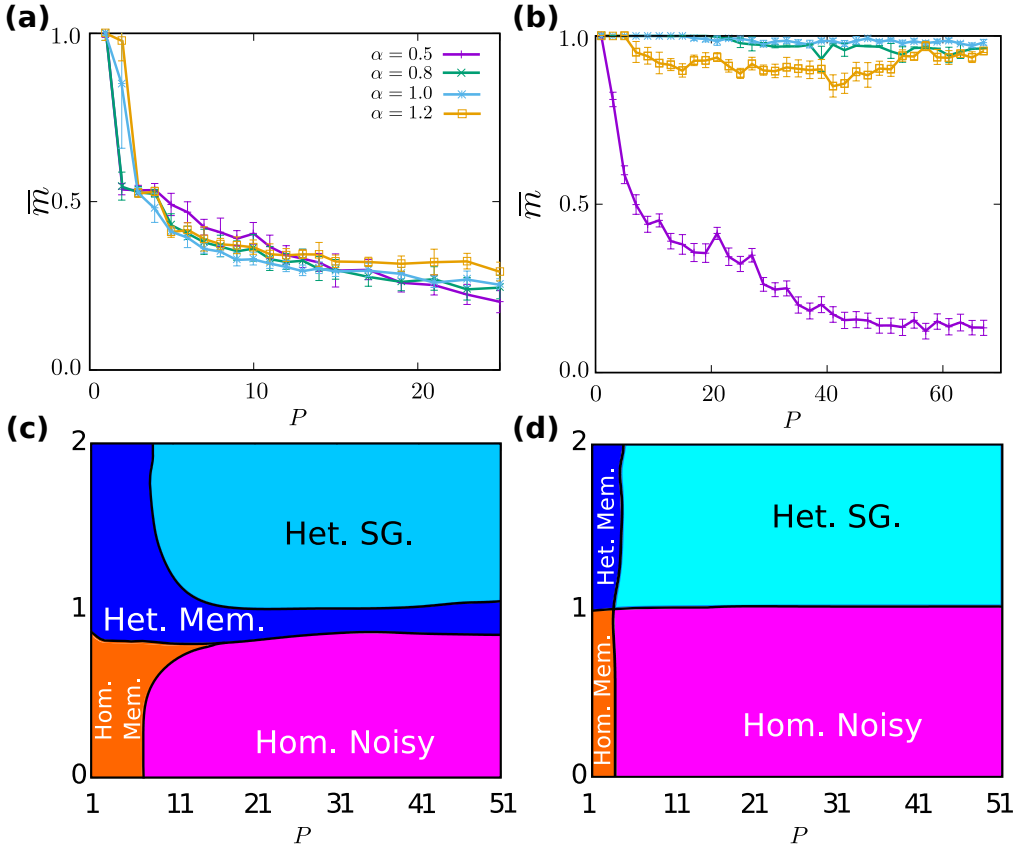 (a)
1.0
0.5
0.0
m̅
α = 0.5
α = 0.8
α = 1.0
α = 1.2
0 10 20
P
(b)
1.0
0.5
0.0
m̅
0 20 40 60
P
(c)
2
1
0
Het. SG.
Het. Mem.
Hom. Mem.
Hom. Noisy
1 11 21 31 41 51
P
(d)
2
1
0
Het. Mem.
Het. SG.
Hom. Mem.
Hom. Noisy
1 11 21 31 41 51
P